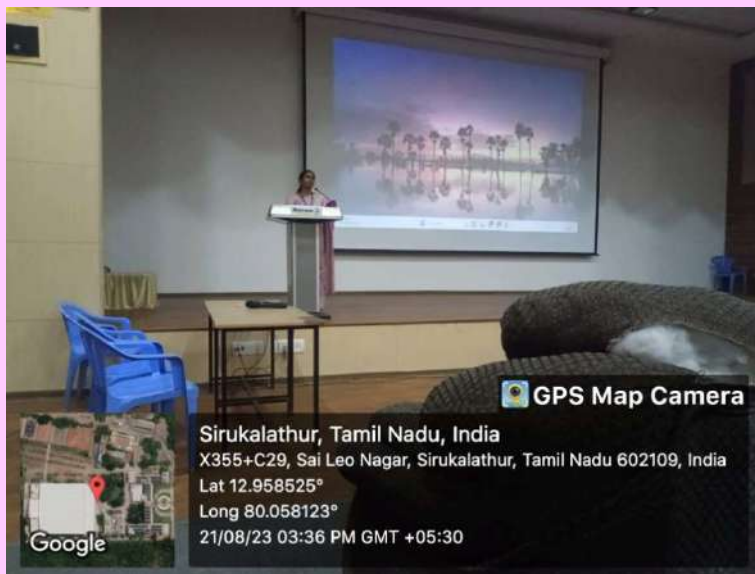 GPS Map Camera
Sirukalathur, Tamil Nadu, India
X355+C29, Sai Leo Nagar, Sirukalathur, Tamil Nadu 602109, India
Lat 12.958525°
Long 80.058123°
21/08/23 03:36 PM GMT +05:30
Google